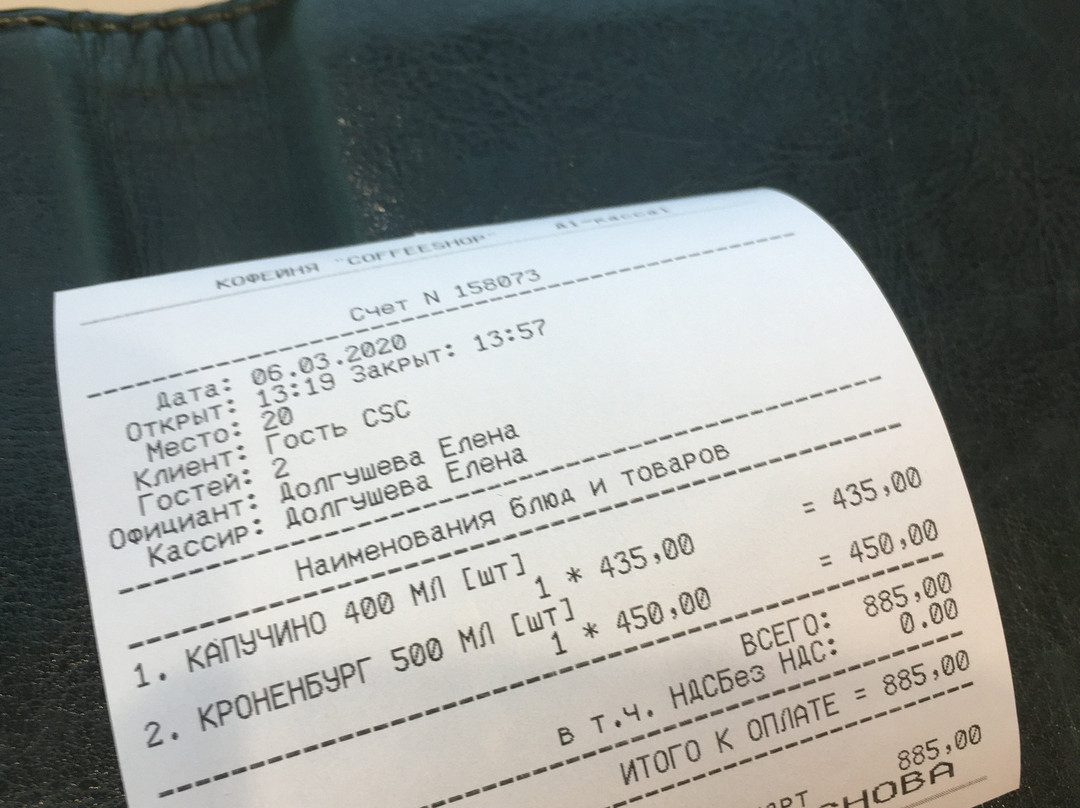 КОФЕЙНЯ "COFFEESHOP"
Счет N 158073
Дата: 06.03.2020
Открыт: 13:19 Закрыт: 13:57
Место: 20
Клиент: Гость CSC
Гостей: 2
Официант: Долгушева Елена
Кассир: Долгушева Елена
Наименования блюд и товаров
1. КАПУЧИНО 400 МЛ [шт]
1 * 435,00 = 435,00
2. КРОНЕНБУРГ 500 МЛ [шт]
1 * 450,00 = 450,00
ВСЕГО: 885,00
в т.ч. НДСБез НДС: 0.00
ИТОГО К ОПЛАТЕ = 885,00
885,00